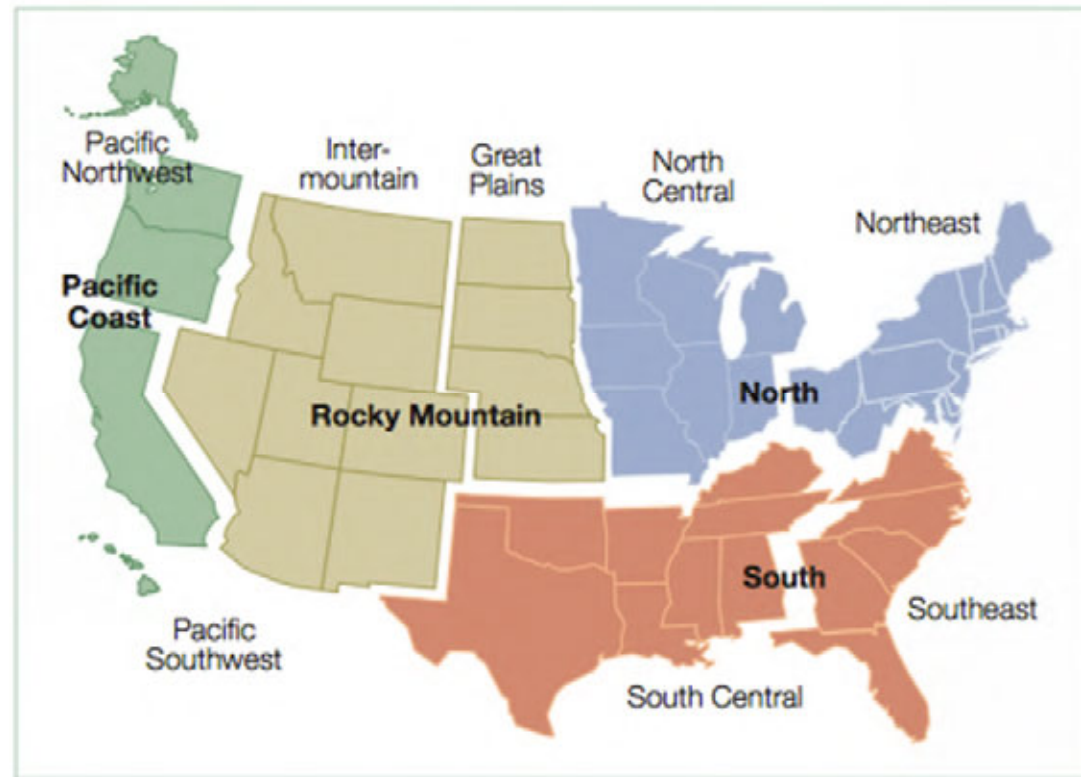 Pacific
Northwest
Inter-
mountain
Great
Plains
North
Central
Northeast
Pacific
Coast
Rocky Mountain
North
South
Southeast
Pacific
Southwest
South Central